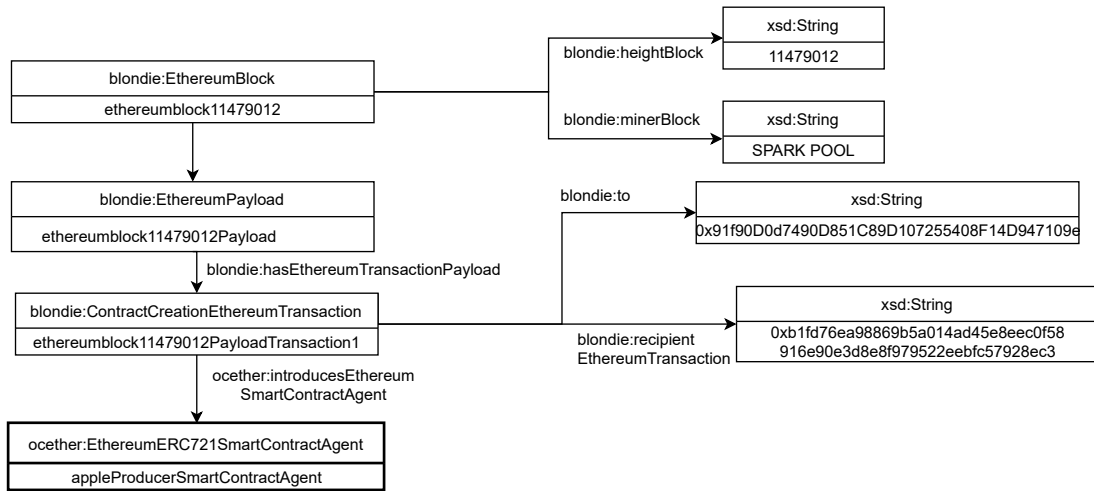 xsd:String
11479012
blondie:heightBlock
blondie:EthereumBlock
ethereumblock11479012
blondie:minerBlock
xsd:String
SPARK POOL
blondie:EthereumPayload
ethereumblock11479012Payload
blondie:to
xsd:String
0x91f90D0d7490D851C89D107255408F14D947109e
blondie:hasEthereumTransactionPayload
blondie:ContractCreationEthereumTransaction
ethereumblock11479012PayloadTransaction1
blondie:recipient
EthereumTransaction
xsd:String
0xb1fd76ea98869b5a014ad45e8eec0f58
916e90e3d8e8f979522eebfc57928ec3
ocether:introducesEthereum
SmartContractAgent
ocether:EthereumERC721SmartContractAgent
appleProducerSmartContractAgent